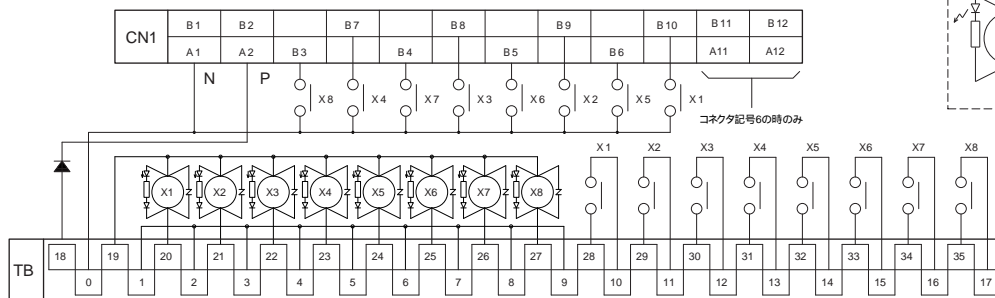 CN1
B1 B2 B7 B8 B9 B10 B11 B12
A1 A2 B3 B4 B5 B6 A11 A12
N P
X8 X4 X7 X3 X6 X2 X5 X1
コネクタ記号6の時のみ
X1 X2 X3 X4 X5 X6 X7 X8
X1 X2 X3 X4 X5 X6 X7 X8
TB
18 19 20 21 22 23 24 25 26 27 28 29 30 31 32 33 34 35
0 1 2 3 4 5 6 7 8 9 10 11 12 13 14 15 16 17